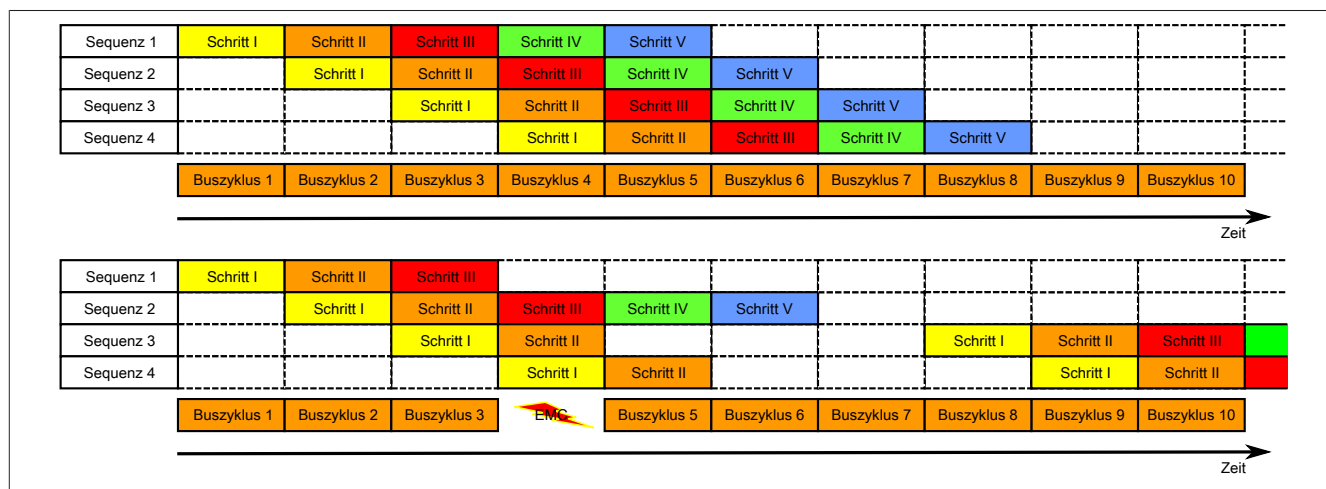 Sequenz 1 Schritt I Schritt II Schritt III Schritt IV Schritt V
Sequenz 2 Schritt I Schritt II Schritt III Schritt IV Schritt V
Sequenz 3 Schritt I Schritt II Schritt III Schritt IV Schritt V
Sequenz 4 Schritt I Schritt II Schritt III Schritt IV Schritt V
Buszyklus 1 Buszyklus 2 Buszyklus 3 Buszyklus 4 Buszyklus 5 Buszyklus 6 Buszyklus 7 Buszyklus 8 Buszyklus 9 Buszyklus 10
Zeit
Sequenz 1 Schritt I Schritt II Schritt III
Sequenz 2 Schritt I Schritt II Schritt III Schritt IV Schritt V
Sequenz 3 Schritt I Schritt II Schritt I Schritt II Schritt III
Sequenz 4 Schritt I Schritt II Schritt I Schritt II
Buszyklus 1 Buszyklus 2 Buszyklus 3 EMC Buszyklus 5 Buszyklus 6 Buszyklus 7 Buszyklus 8 Buszyklus 9 Buszyklus 10
Zeit